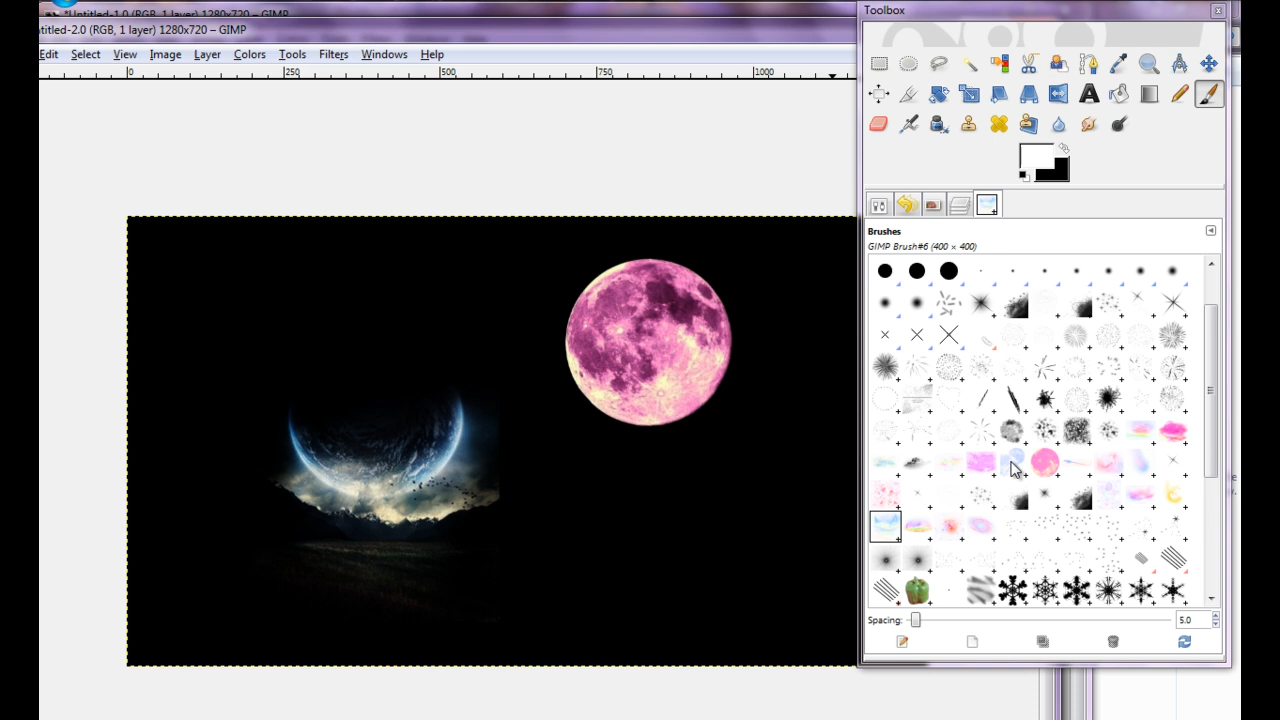 *Untitled-1.0 (RGB, 1 layer) 1280x720 – GIMP
ntitled-2.0 (RGB, 1 layer) 1280x720 – GIMP
Edit Select View Image Layer Colors Tools Filters Windows Help
0 250 500 750 1000
Toolbox
Brushes
GIMP Brush#6 (400 × 400)
Spacing: 5.0